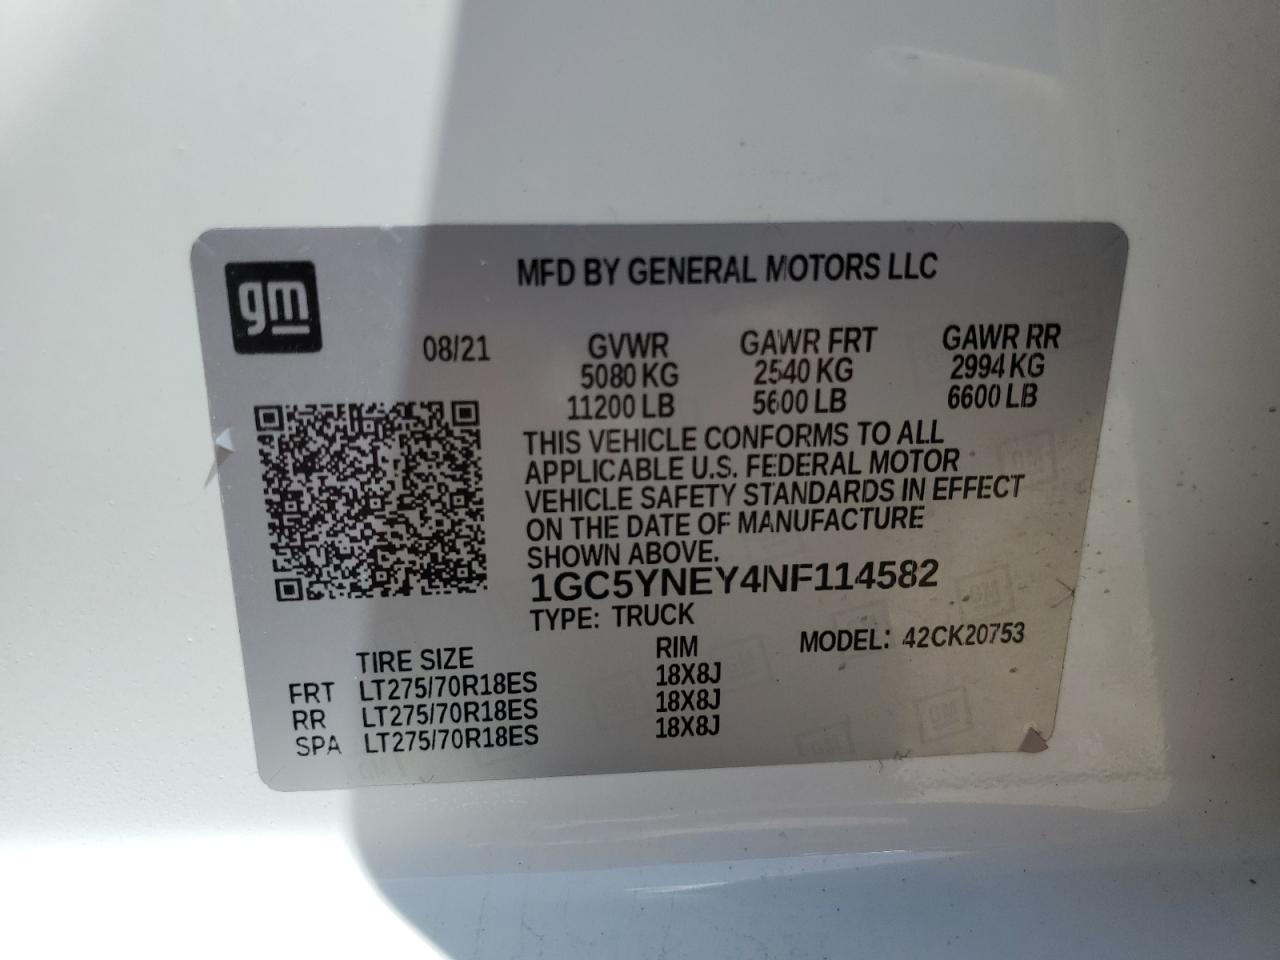 gm
MFD BY GENERAL MOTORS LLC
08/21
GVWR GAWR FRT GAWR RR
5080 KG 2540 KG 2994 KG
11200 LB 5600 LB 6600 LB
THIS VEHICLE CONFORMS TO ALL
APPLICABLE U.S. FEDERAL MOTOR
VEHICLE SAFETY STANDARDS IN EFFECT
ON THE DATE OF MANUFACTURE
SHOWN ABOVE.
1GC5YNEY4NF114582
TYPE: TRUCK
MODEL: 42CK20753
TIRE SIZE RIM
FRT LT275/70R18ES 18X8J
RR LT275/70R18ES 18X8J
SPA LT275/70R18ES 18X8J